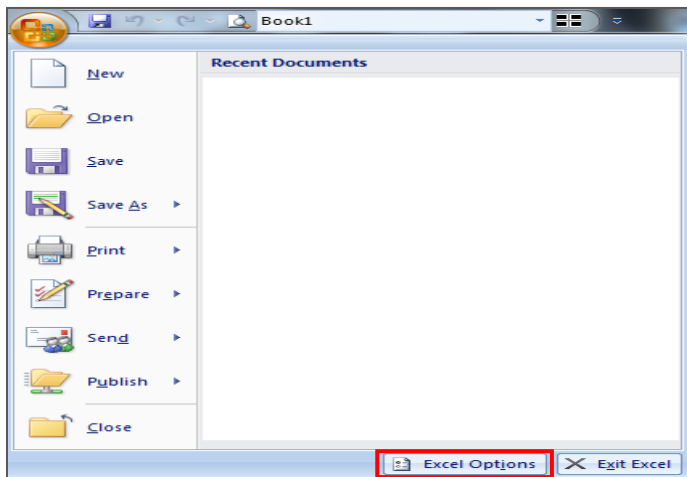 Book1
Recent Documents
New
Open
Save
Save As
Print
Prepare
Send
Publish
Close
Excel Options
Exit Excel